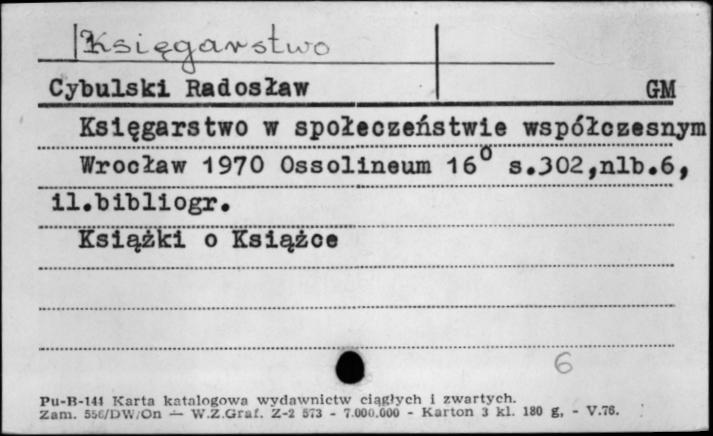 Księgarstwo
Cybulski Radosław GM
Księgarstwo w społeczeństwie współczesnym
Wrocław 1970 Ossolineum 16° s.302,nlb.6,
il.bibliogr.
Książki o Książce
6
Pu-B-141 Karta katalogowa wydawnictw ciągłych i zwartych.
Zam. 556/DW/On — W.Z.Graf. Z-2 573 - 7.000.000 - Karton 3 kl. 180 g, - V.76.